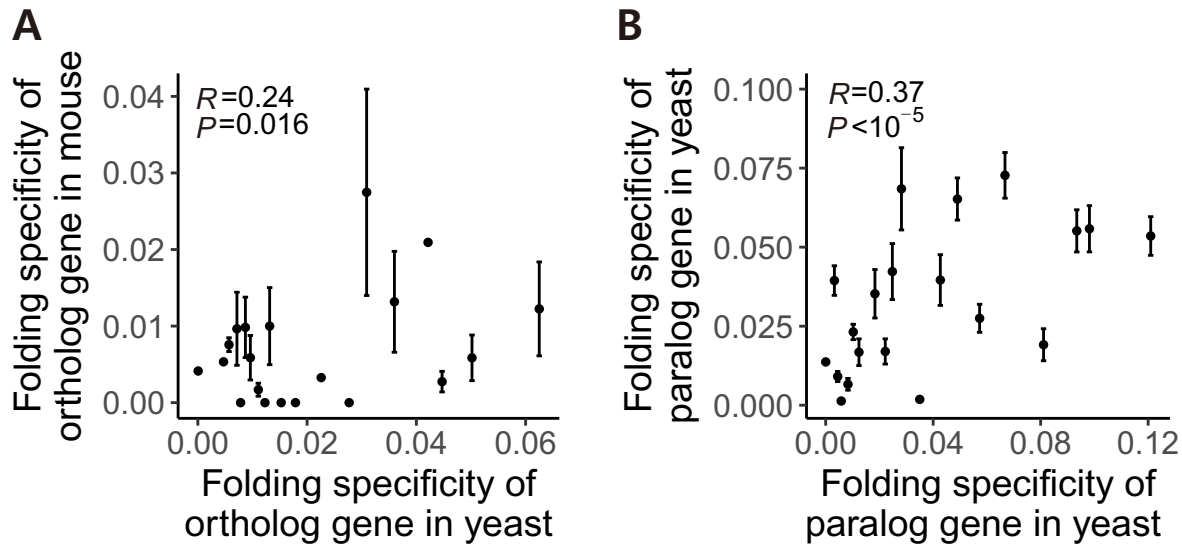 A
Folding specificity of
ortholog gene in mouse
0.04
0.03
0.02
0.01
0.00
R=0.24
P=0.016
0.00 0.02 0.04 0.06
Folding specificity of
ortholog gene in yeast
B
Folding specificity of
paralog gene in yeast
0.100
0.075
0.050
0.025
0.000
R=0.37
P<10⁻⁵
0.00 0.04 0.08 0.12
Folding specificity of
paralog gene in yeast